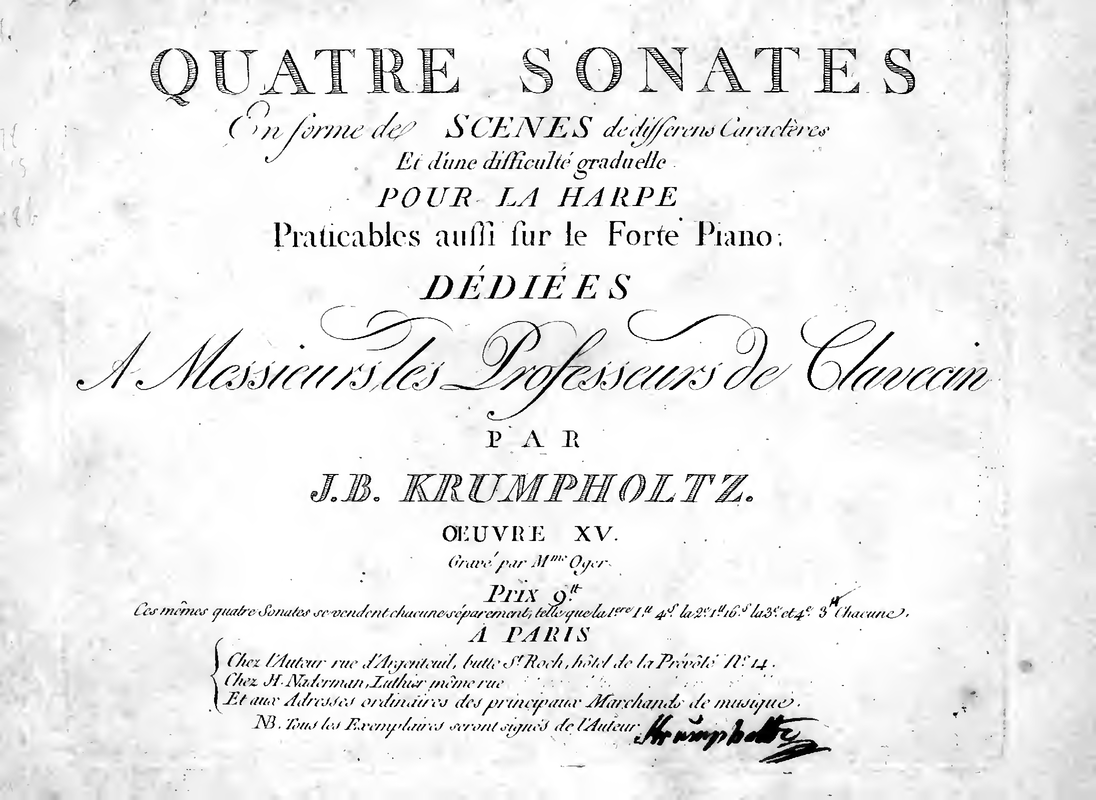 QUATRE SONATES
En forme de SCENES de differens Caractères
Et d'une difficulté graduelle
POUR LA HARPE
Praticables aussi sur le Forte Piano;
DÉDIÉES
A Messieurs les Professeurs de Clavecin
PAR
J.B. KRUMPHOLTZ.
ŒUVRE XV.
Gravé par Mme Oger.
Prix 9tt
Ces mêmes quatre Sonates se vendent chacune séparement, telle que la 1ere 1tt 4s. la 2e 1tt 16s la 3e et 4e 3tt Chacune.
À PARIS
Chez l'Auteur rue d'Argenteuil, butte St Roch, hôtel de la Prévôté No 14.
Chez H. Naderman, Luthier même rue
Et aux Adresses ordinaires des principaux Marchands de musique.
NB. Tous les Exemplaires seront signés de l'Auteur Krumpholtz